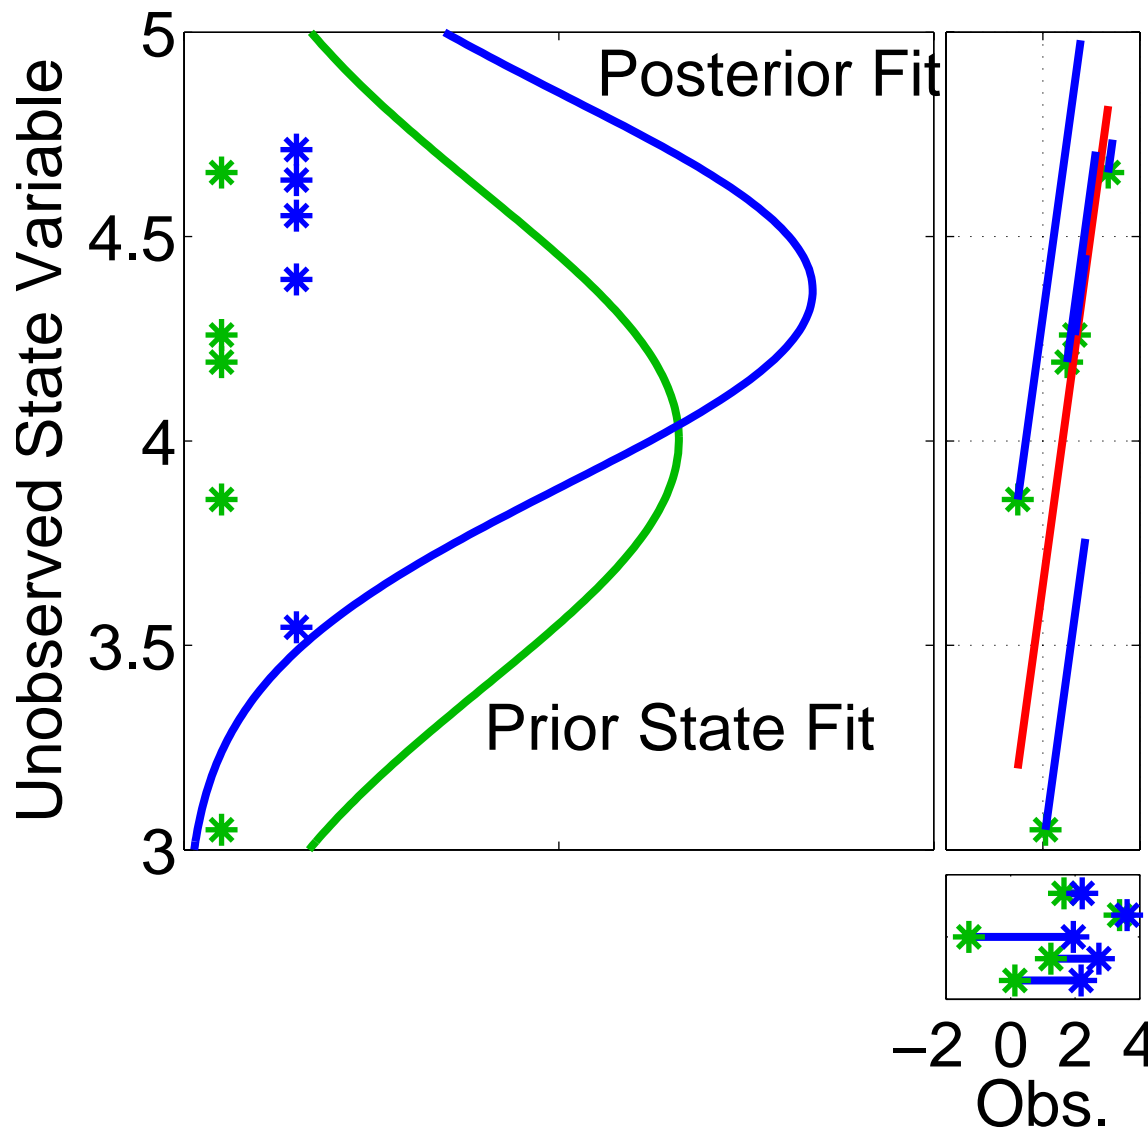 Unobserved State Variable
5
4.5
4
3.5
3
Posterior Fit
Prior State Fit
−2 0 2 4
Obs.